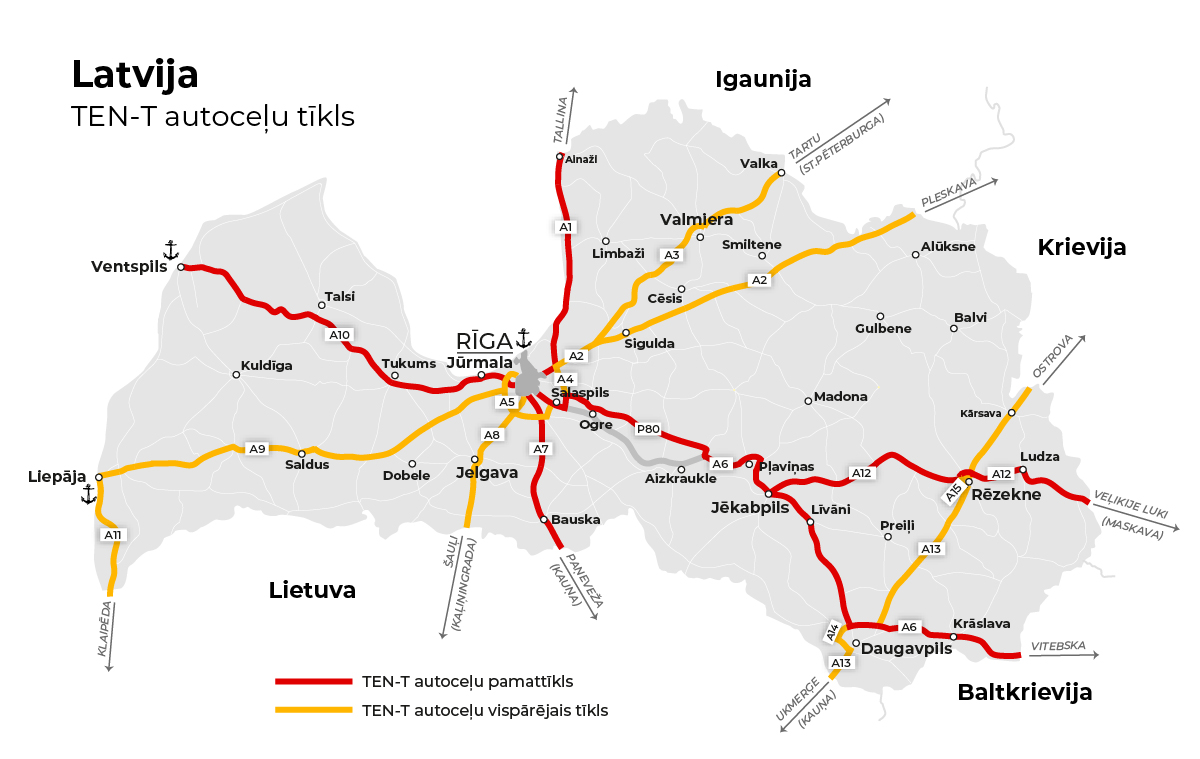 Latvija
TEN-T autoceļu tīkls
Igaunija
TALLINA
TARTU
(ST.PĒTERBURGA)
Ainaži
Valka
PLESKAVA
A1
Valmiera
Limbaži
Smiltene
A3
Alūksne
Krievija
Ventspils
A2
Talsi
Cēsis
A10
Gulbene
Balvi
RĪGA
Sigulda
OSTROVA
Jūrmala
A2
Kuldīga
Tukums
A4
Salaspils
A5
Madona
Kārsava
Ogre
P80
A8
A9
A7
Saldus
Liepāja
Dobele
Jelgava
Aizkraukle
A6
Pļaviņas
A12
A12
Ludza
A15
Rēzekne
VEĻIKIJE LUKI
(MASKAVA)
Jēkabpils
Līvāni
Bauska
Preiļi
A11
A13
ŠAUĻI
(KAĻIŅINGRADA)
PAŅEVEŽA
(KAUŅA)
Lietuva
KLAIPĒDA
A14
A6
Krāslava
Daugavpils
VITEBSKA
A13
UKMERGE
(KAUŅA)
Baltkrievija
TEN-T autoceļu pamattīkls
TEN-T autoceļu vispārējais tīkls